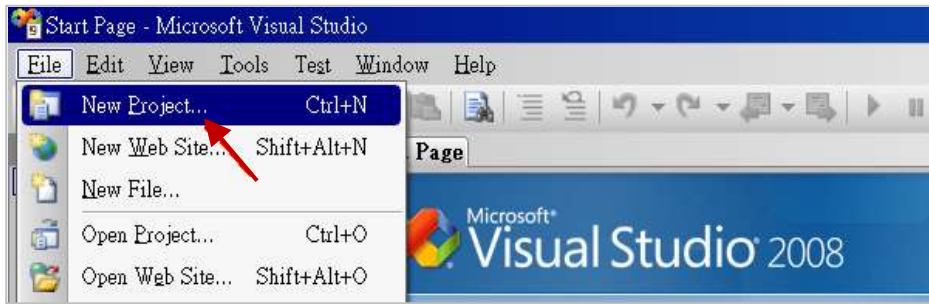 Start Page - Microsoft Visual Studio
File Edit View Tools Test Window Help
New Project... Ctrl+N
New Web Site... Shift+Alt+N
Page
New File...
Microsoft
Open Project... Ctrl+O
Visual Studio 2008
Open Web Site... Shift+Alt+O